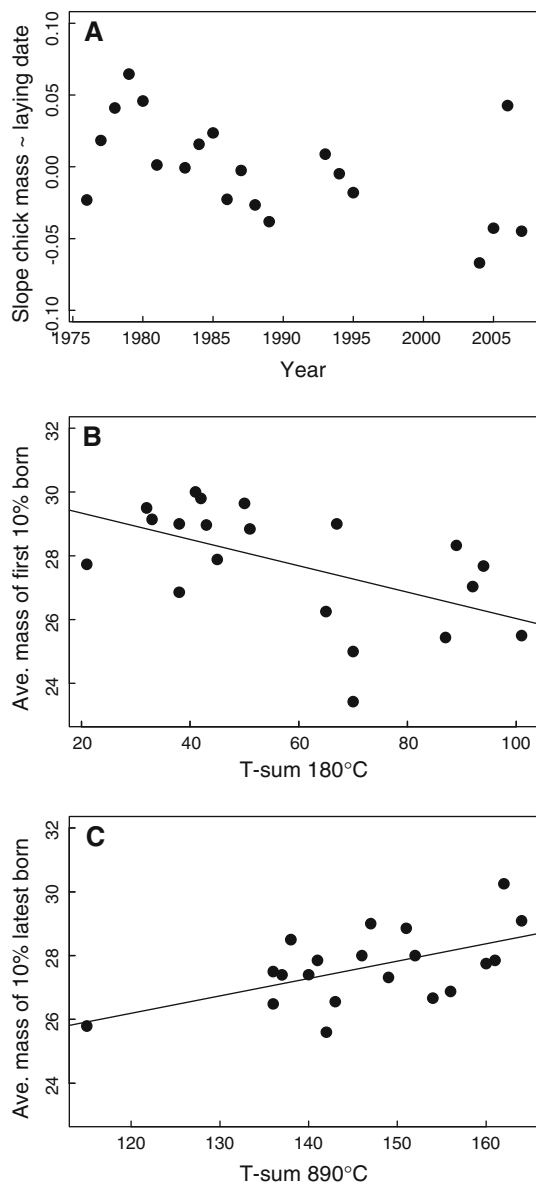 A
Slope chick mass ~ laying date
0.10
0.05
0.00
-0.05
-0.10
1975 1980 1985 1990 1995 2000 2005
Year
B
Ave. mass of first 10% born
32
30
28
26
24
20 40 60 80 100
T-sum 180°C
C
Ave. mass of 10% latest born
32
30
28
26
24
120 130 140 150 160
T-sum 890°C